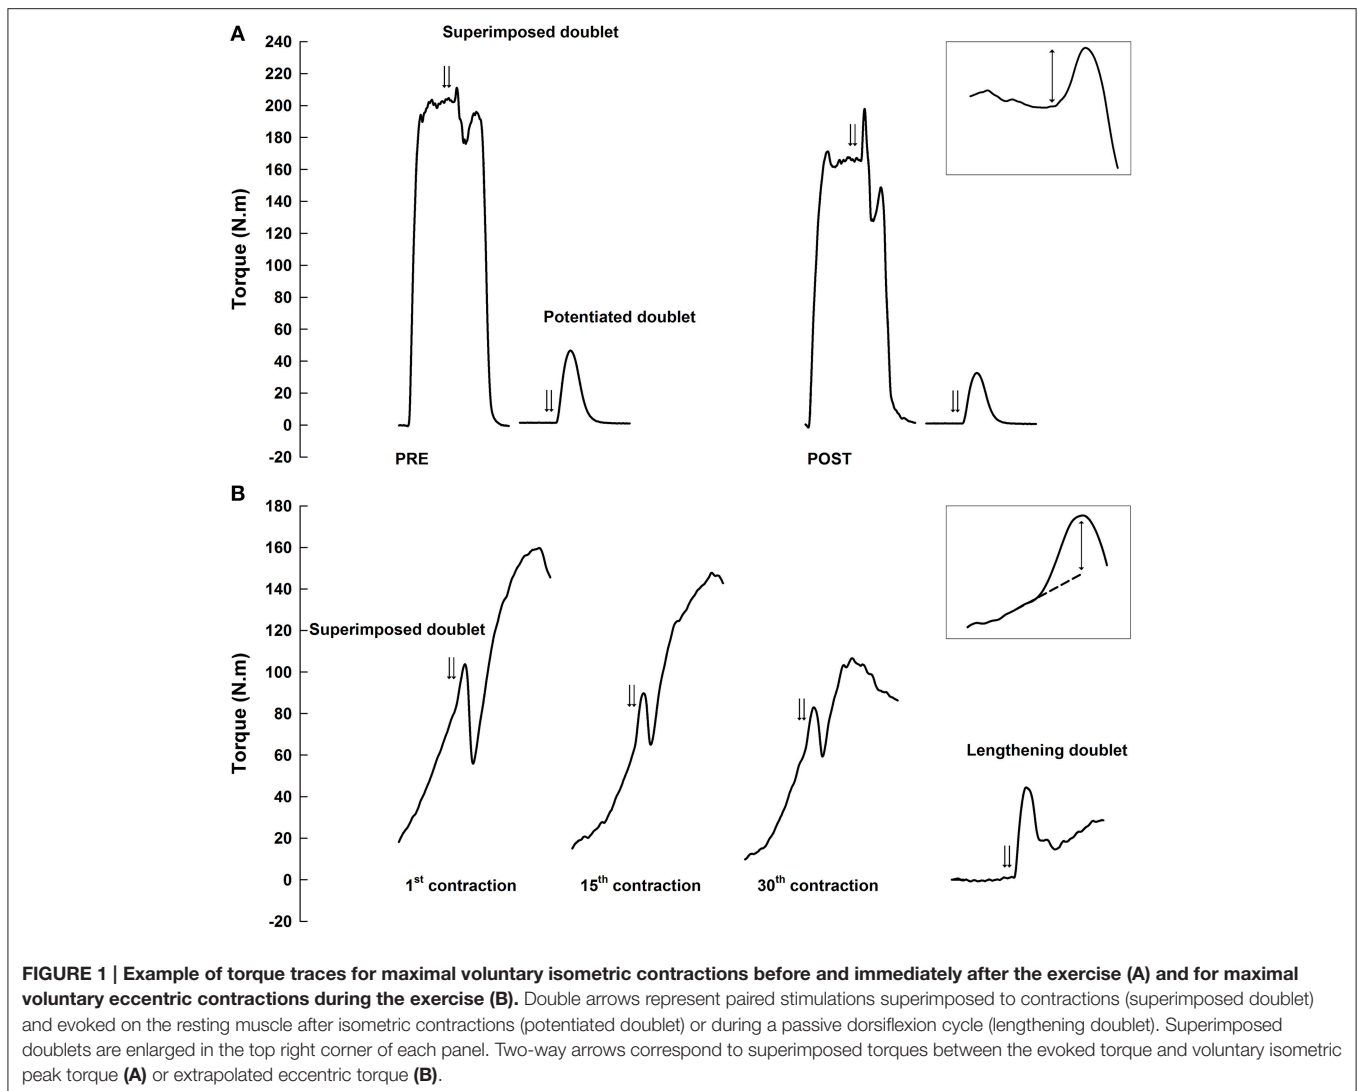 A
Superimposed doublet
240
220
200
180
160
140
120
100
80
60
40
20
0
-20
Torque (N.m)
Potentiated doublet
PRE
POST
B
180
160
140
120
100
80
60
40
20
0
-20
Torque (N.m)
Superimposed doublet
Lengthening doublet
1st contraction
15th contraction
30th contraction
FIGURE 1 | Example of torque traces for maximal voluntary isometric contractions before and immediately after the exercise (A) and for maximal
voluntary eccentric contractions during the exercise (B). Double arrows represent paired stimulations superimposed to contractions (superimposed doublet)
and evoked on the resting muscle after isometric contractions (potentiated doublet) or during a passive dorsiflexion cycle (lengthening doublet). Superimposed
doublets are enlarged in the top right corner of each panel. Two-way arrows correspond to superimposed torques between the evoked torque and voluntary isometric
peak torque (A) or extrapolated eccentric torque (B).